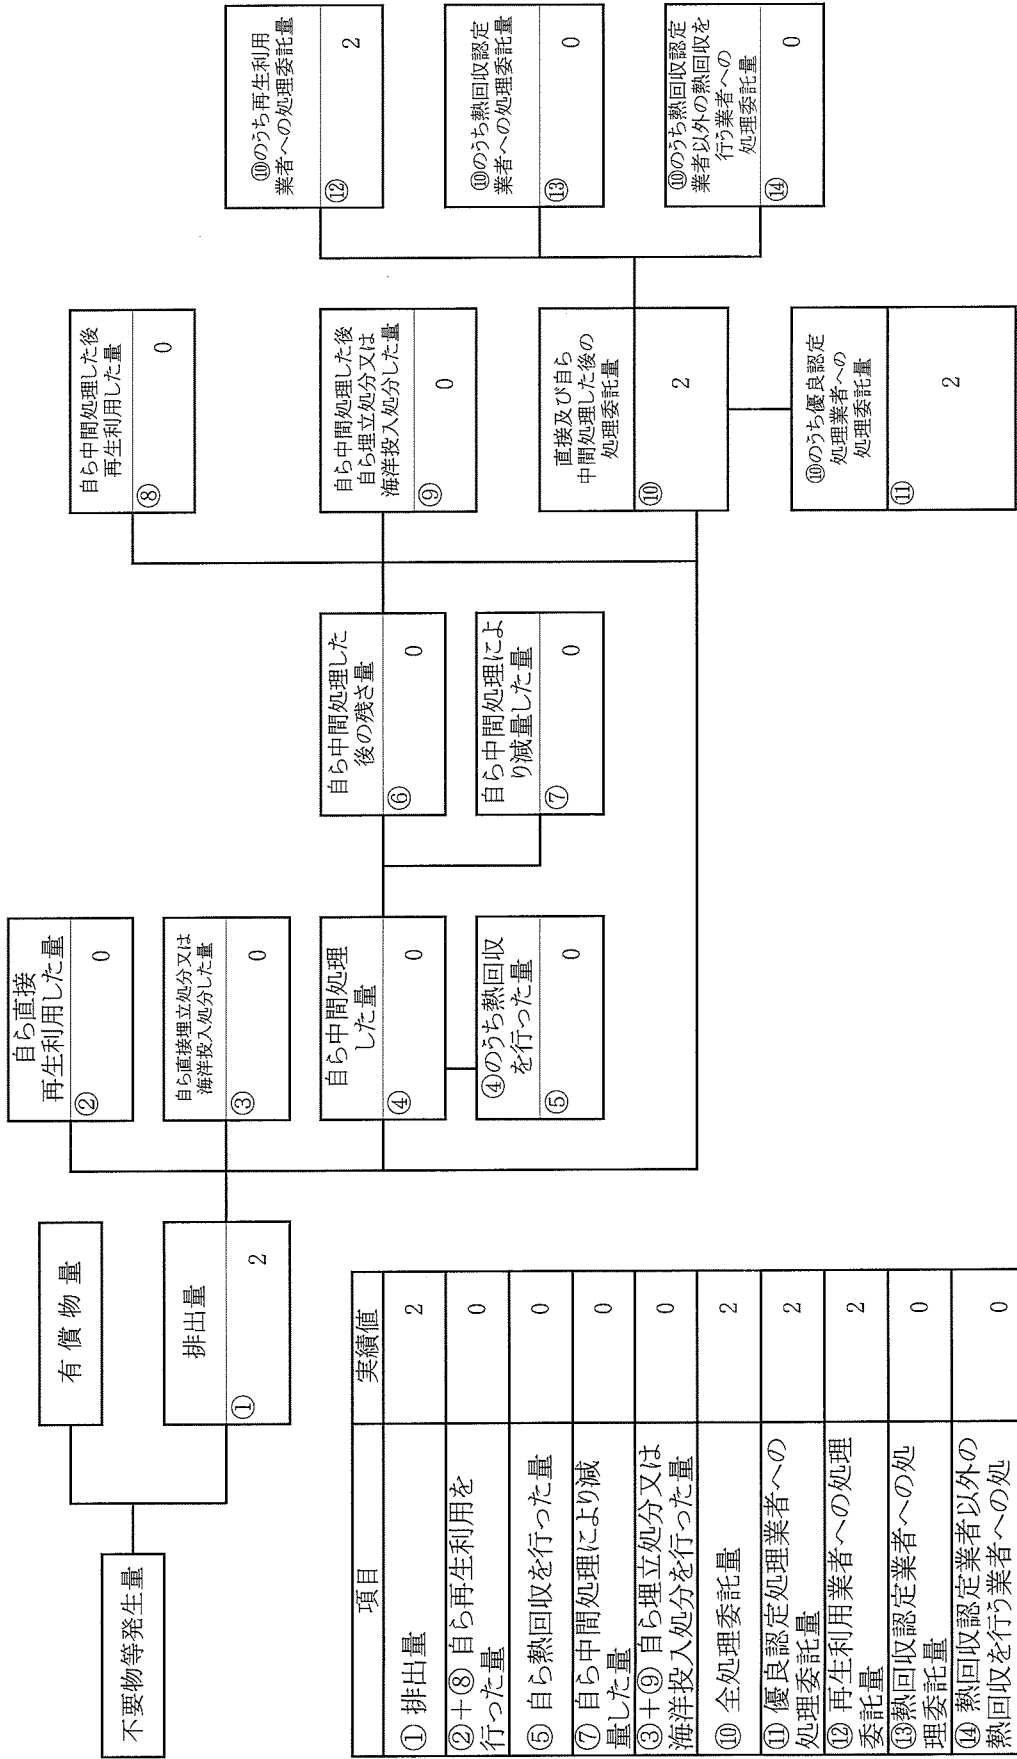 不要物等発生量
有償物量
排出量
① 2
自ら直接
再生利用した量
② 0
自ら直接埋立処分又は
海洋投入処分した量
③ 0
自ら中間処理
した量
④ 0
④のうち熱回収
を行った量
⑤ 0
自ら中間処理した
後の残さ量
⑥ 0
自ら中間処理によ
り減量した量
⑦ 0
自ら中間処理した後
再生利用した量
⑧ 0
自ら中間処理した後
自ら埋立処分又は
海洋投入処分した量
⑨ 0
直接及び自ら
中間処理した後の
処理委託量
⑩ 2
⑩のうち優良認定
処理業者への
処理委託量
⑪ 2
⑩のうち再生利用
業者への処理委託量
⑫ 2
⑩のうち熱回収認定
業者への処理委託量
⑬ 0
⑩のうち熱回収認定
業者以外の熱回収を
行う業者への
処理委託量
⑭ 0
項目 実績値
① 排出量 2
②+⑧ 自ら再生利用を
行った量 0
⑤ 自ら熱回収を行った量 0
⑦ 自ら中間処理により減
量した量 0
③+⑨ 自ら埋立処分又は
海洋投入処分を行った量 0
⑩ 全処理委託量 2
⑪ 優良認定処理業者への
処理委託量 2
⑫ 再生利用業者への処理
委託量 2
⑬熱回収認定業者への処
理委託量 0
⑭ 熱回収認定業者以外の
熱回収を行う業者への処 0